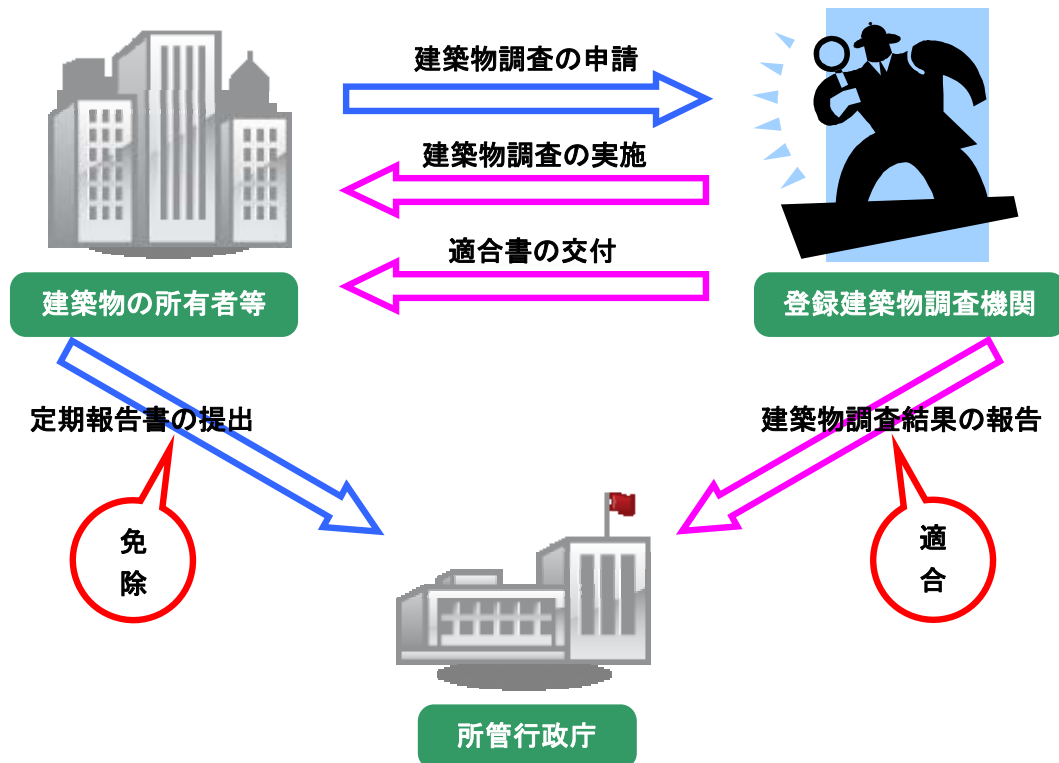 建築物調査の申請
建築物調査の実施
適合書の交付
建築物の所有者等
登録建築物調査機関
定期報告書の提出
建築物調査結果の報告
免
除
適
合
所管行政庁